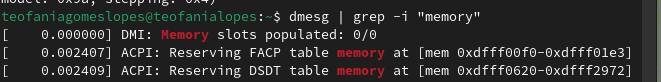 teofaniagomeslopes@teofanialopes:~$ dmesg | grep -i "memory"
[    0.000000] DMI: Memory slots populated: 0/0
[    0.002407] ACPI: Reserving FACP table memory at [mem 0xdfff00f0-0xdfff01e3]
[    0.002409] ACPI: Reserving DSDT table memory at [mem 0xdfff0620-0xdfff2972]